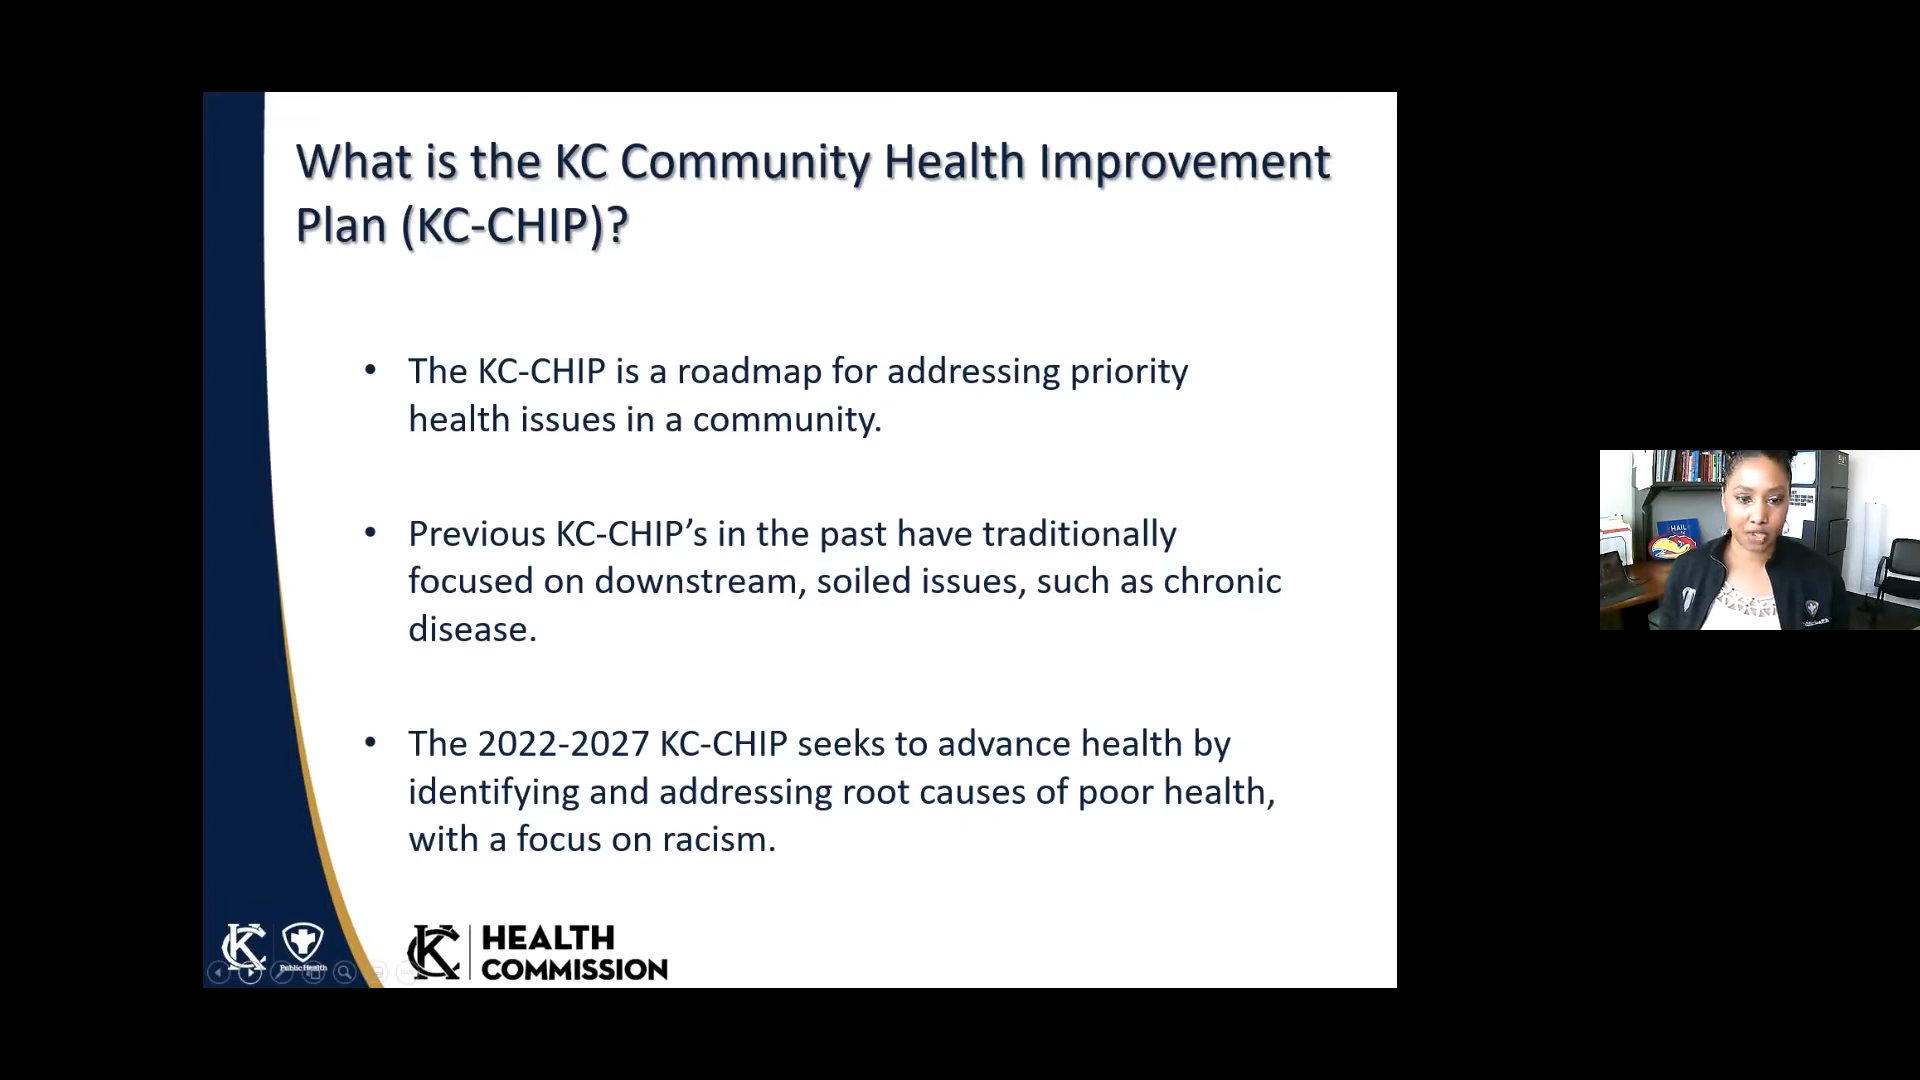 What is the KC Community Health Improvement
Plan (KC-CHIP)?
• The KC-CHIP is a roadmap for addressing priority
health issues in a community.
• Previous KC-CHIP’s in the past have traditionally
focused on downstream, soiled issues, such as chronic
disease.
• The 2022-2027 KC-CHIP seeks to advance health by
identifying and addressing root causes of poor health,
with a focus on racism.
KC
Public Health
KC HEALTH
COMMISSION
HAIL